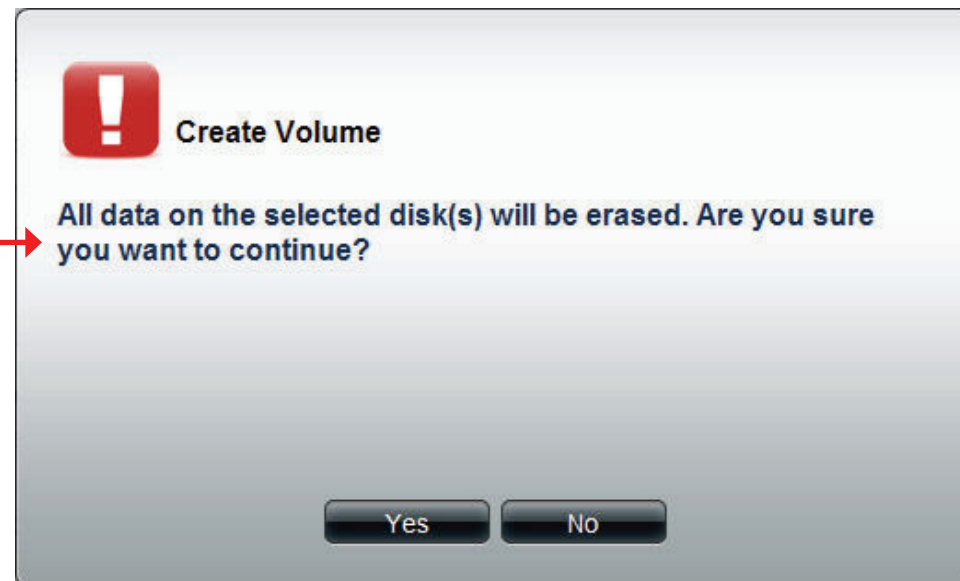 Create Volume
All data on the selected disk(s) will be erased. Are you sure
you want to continue?
Yes No